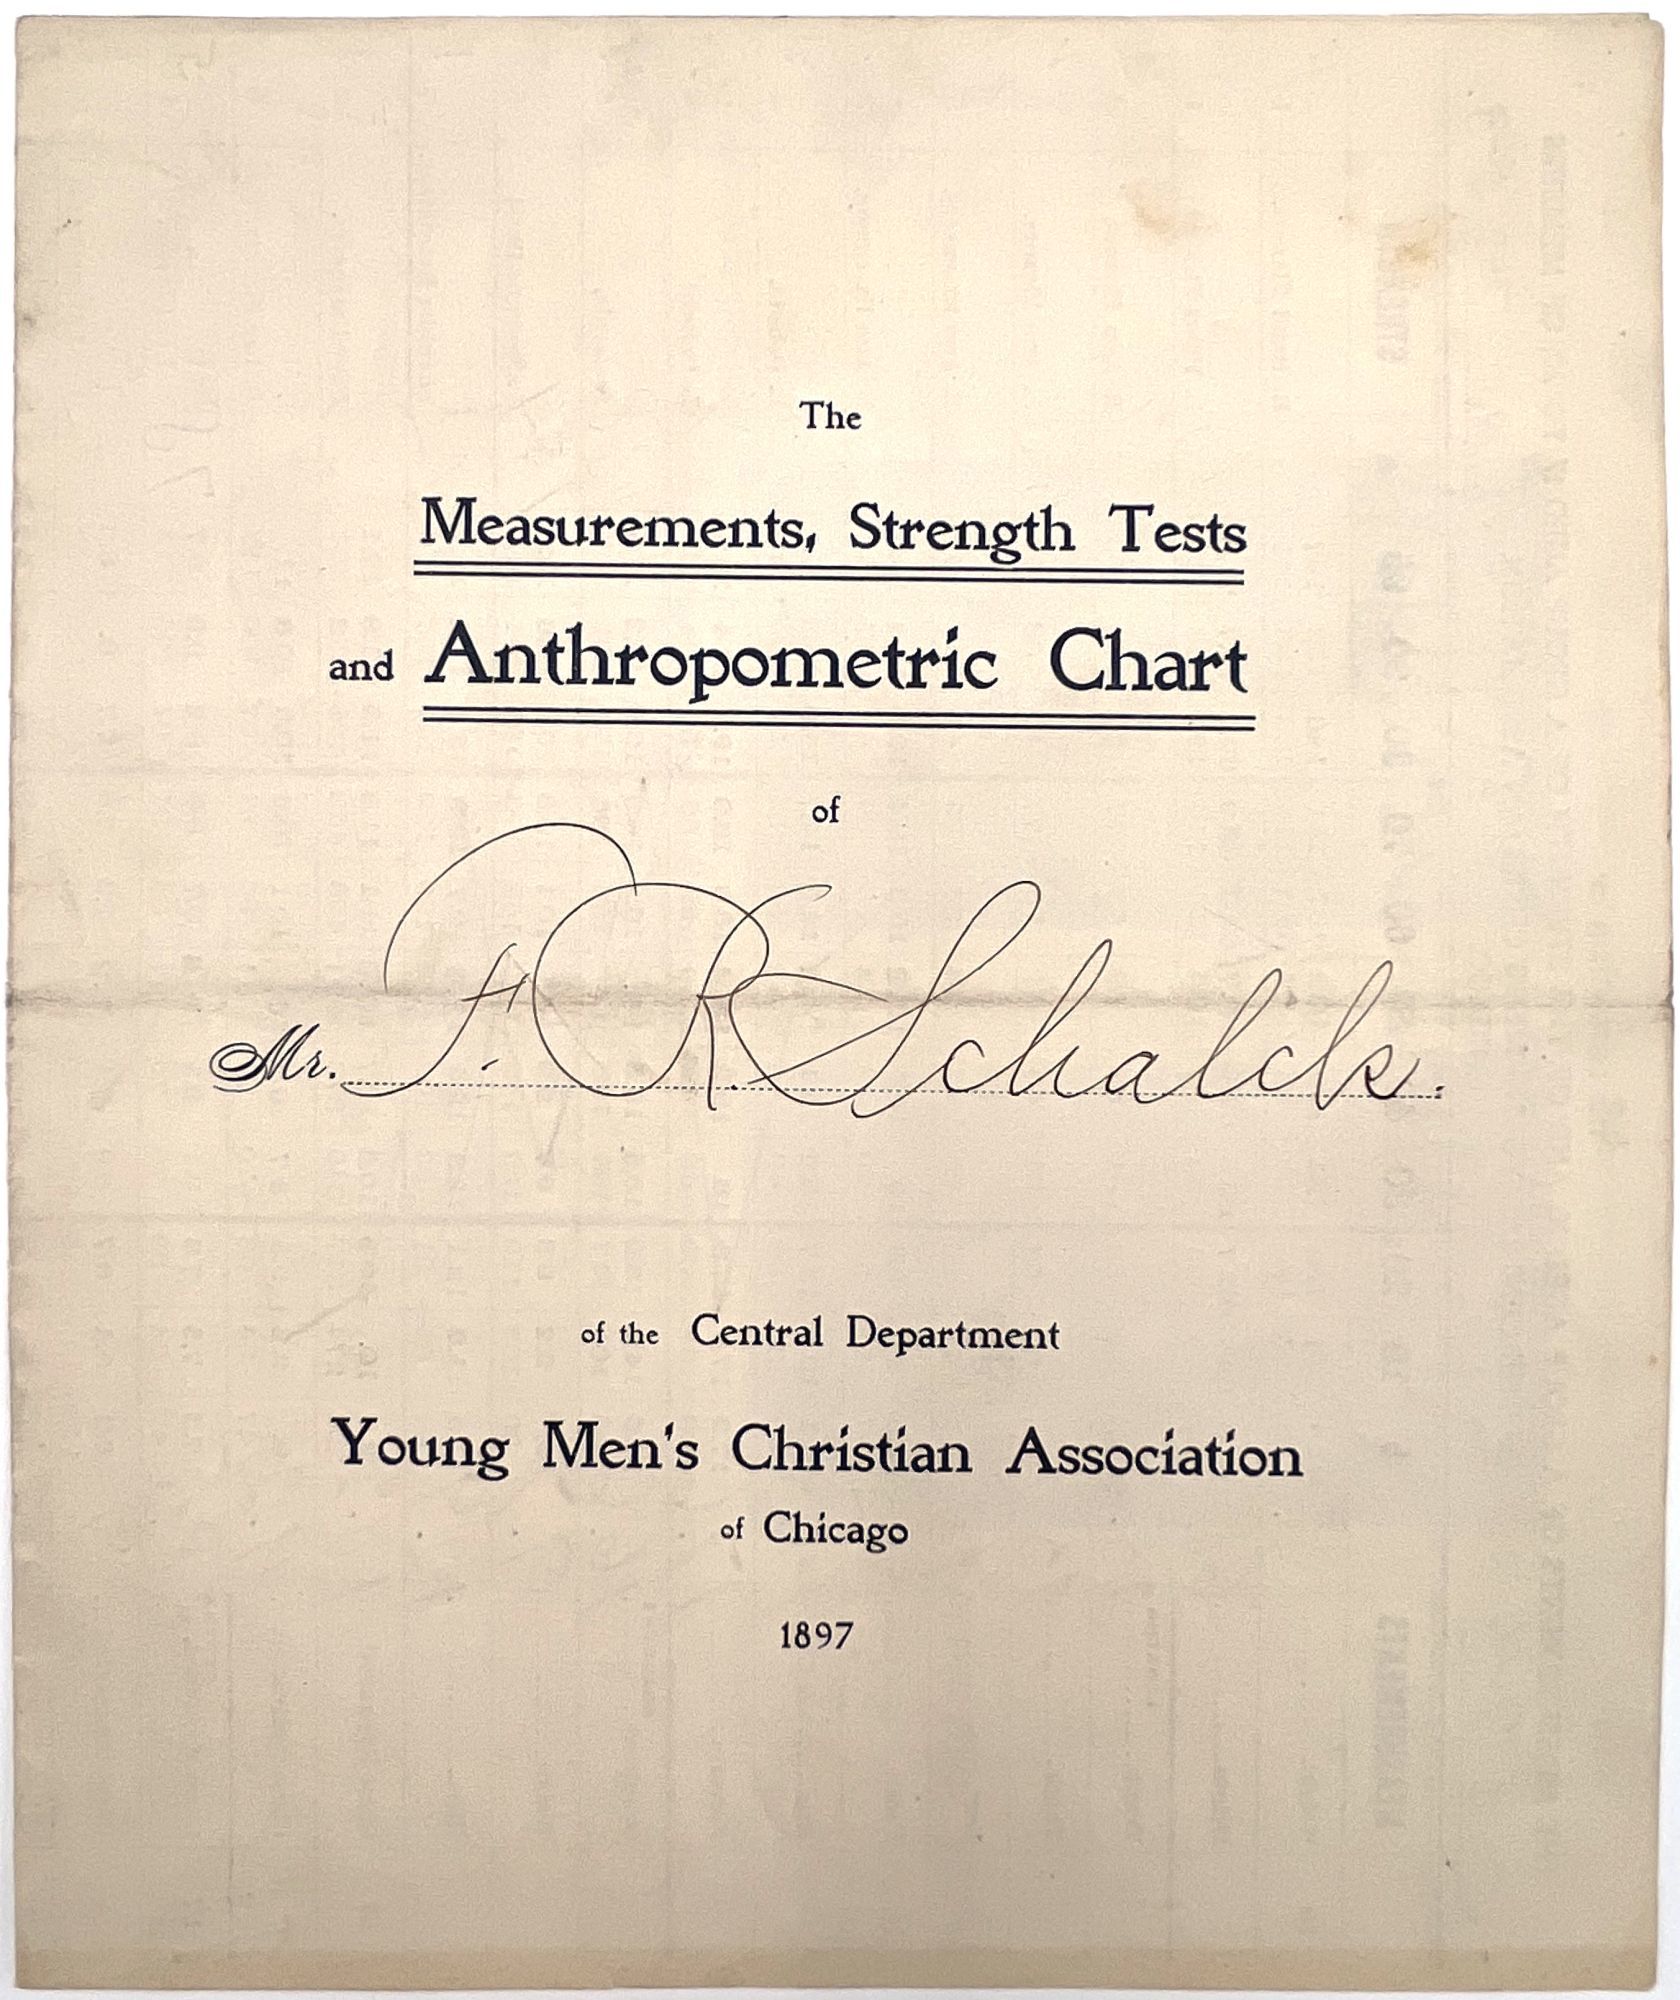 The
Measurements, Strength Tests
and Anthropometric Chart
of
Mr. F. R. Schalck.
of the Central Department
Young Men's Christian Association
of Chicago
1897